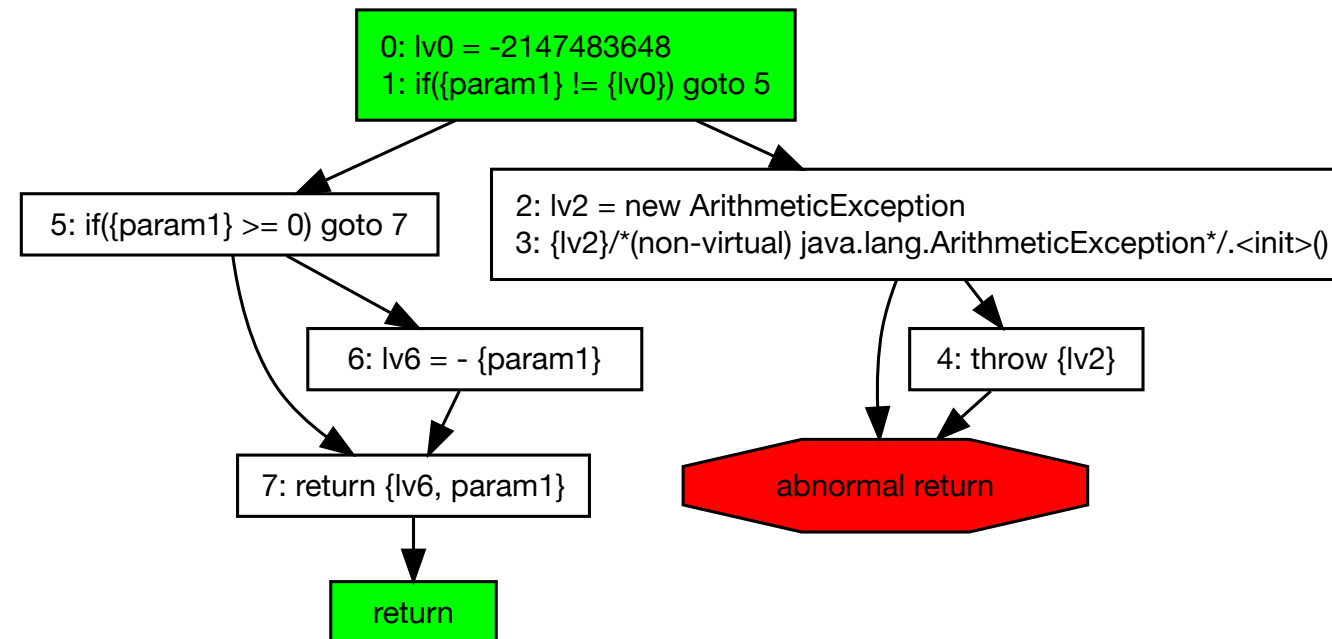 0: lv0 = -2147483648
1: if({param1} != {lv0}) goto 5
5: if({param1} >= 0) goto 7
2: lv2 = new ArithmeticException
3: {lv2}/*(non-virtual) java.lang.ArithmeticException*/.<init>()
6: lv6 = - {param1}
4: throw {lv2}
7: return {lv6, param1}
abnormal return
return